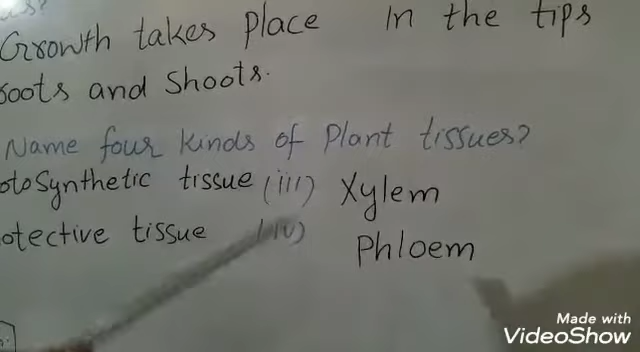 Growth takes place in the tips
roots and shoots.
Name four kinds of plant tissues?
otosynthetic tissue (iii) Xylem
otective tissue (iv) Phloem
Made with
VideoShow